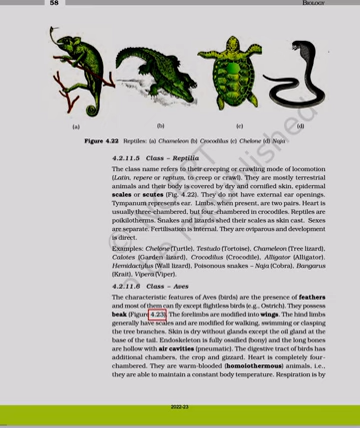 58
BIOLOGY
(a)
(b)
(c)
(d)
Figure 4.22 Reptiles: (a) Chameleon (b) Crocodilus (c) Chelone (d) Naja
4.2.11.5 Class – Reptilia
The class name refers to their creeping or crawling mode of locomotion
(Latin, repere or reptum, to creep or crawl). They are mostly terrestrial
animals and their body is covered by dry and cornified skin, epidermal
scales or scutes (Fig. 4.22). They do not have external ear openings.
Tympanum represents ear. Limbs, when present, are two pairs. Heart is
usually three-chambered, but four-chambered in crocodiles. Reptiles are
poikilotherms. Snakes and lizards shed their scales as skin cast. Sexes
are separate. Fertilisation is internal. They are oviparous and development
is direct.
Examples: Chelone (Turtle), Testudo (Tortoise), Chameleon (Tree lizard),
Calotes (Garden lizard), Crocodilus (Crocodile), Alligator (Alligator).
Hemidactylus (Wall lizard), Poisonous snakes – Naja (Cobra), Bangarus
(Krait), Vipera (Viper).
4.2.11.6 Class – Aves
The characteristic features of Aves (birds) are the presence of feathers
and most of them can fly except flightless birds (e.g., Ostrich). They possess
beak (Figure 4.23). The forelimbs are modified into wings. The hind limbs
generally have scales and are modified for walking, swimming or clasping
the tree branches. Skin is dry without glands except the oil gland at the
base of the tail. Endoskeleton is fully ossified (bony) and the long bones
are hollow with air cavities (pneumatic). The digestive tract of birds has
additional chambers, the crop and gizzard. Heart is completely four-
chambered. They are warm-blooded (homoiothermous) animals, i.e.,
they are able to maintain a constant body temperature. Respiration is by
2022-23